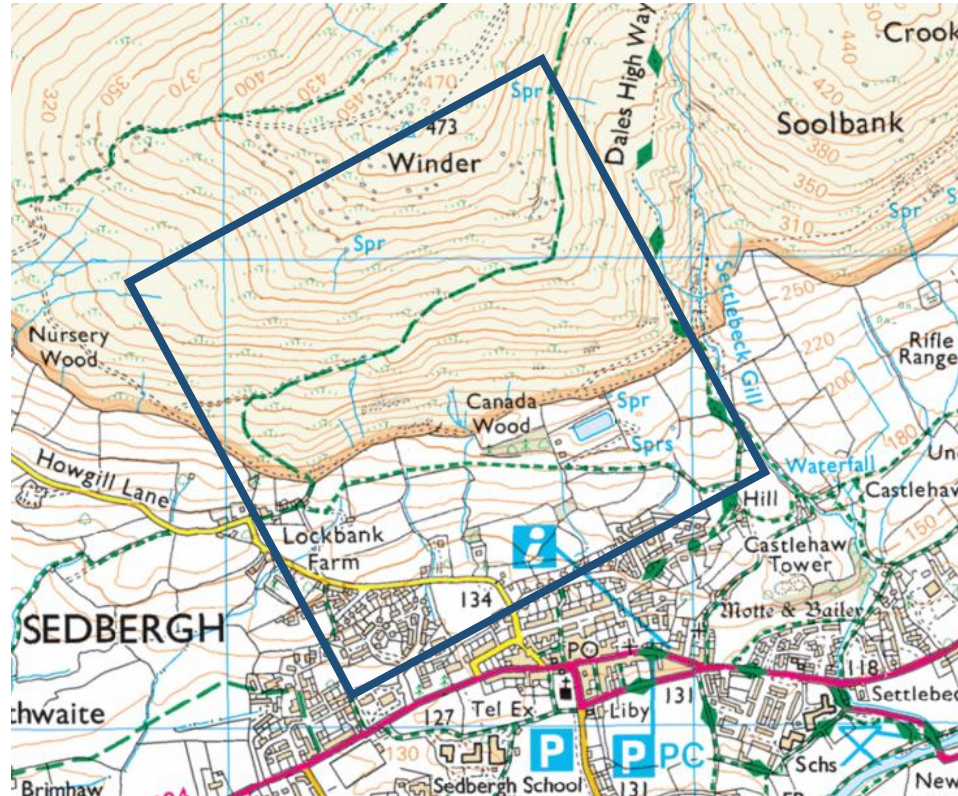 Crook
440
420
380
350
310
Soolbank
Dales High Way
320
350
370
400
430
450
470
Spr
473
Winder
Spr
Spr
Settlebeck Gill
250
220
200
180
Rifle
Range
Nursery
Wood
Canada
Wood
Spr
Sprs
Waterfall
Hill
Castlehaw
Tower
Motte & Bailey
150
Howgill Lane
Lockbank
Farm
SEDBERGH
134
i
PO
118
131
Liby
Tel Ex
127
130
P
P
PC
131
Sedbergh School
thwaite
Brimhaw
Schs
Settlebec
New